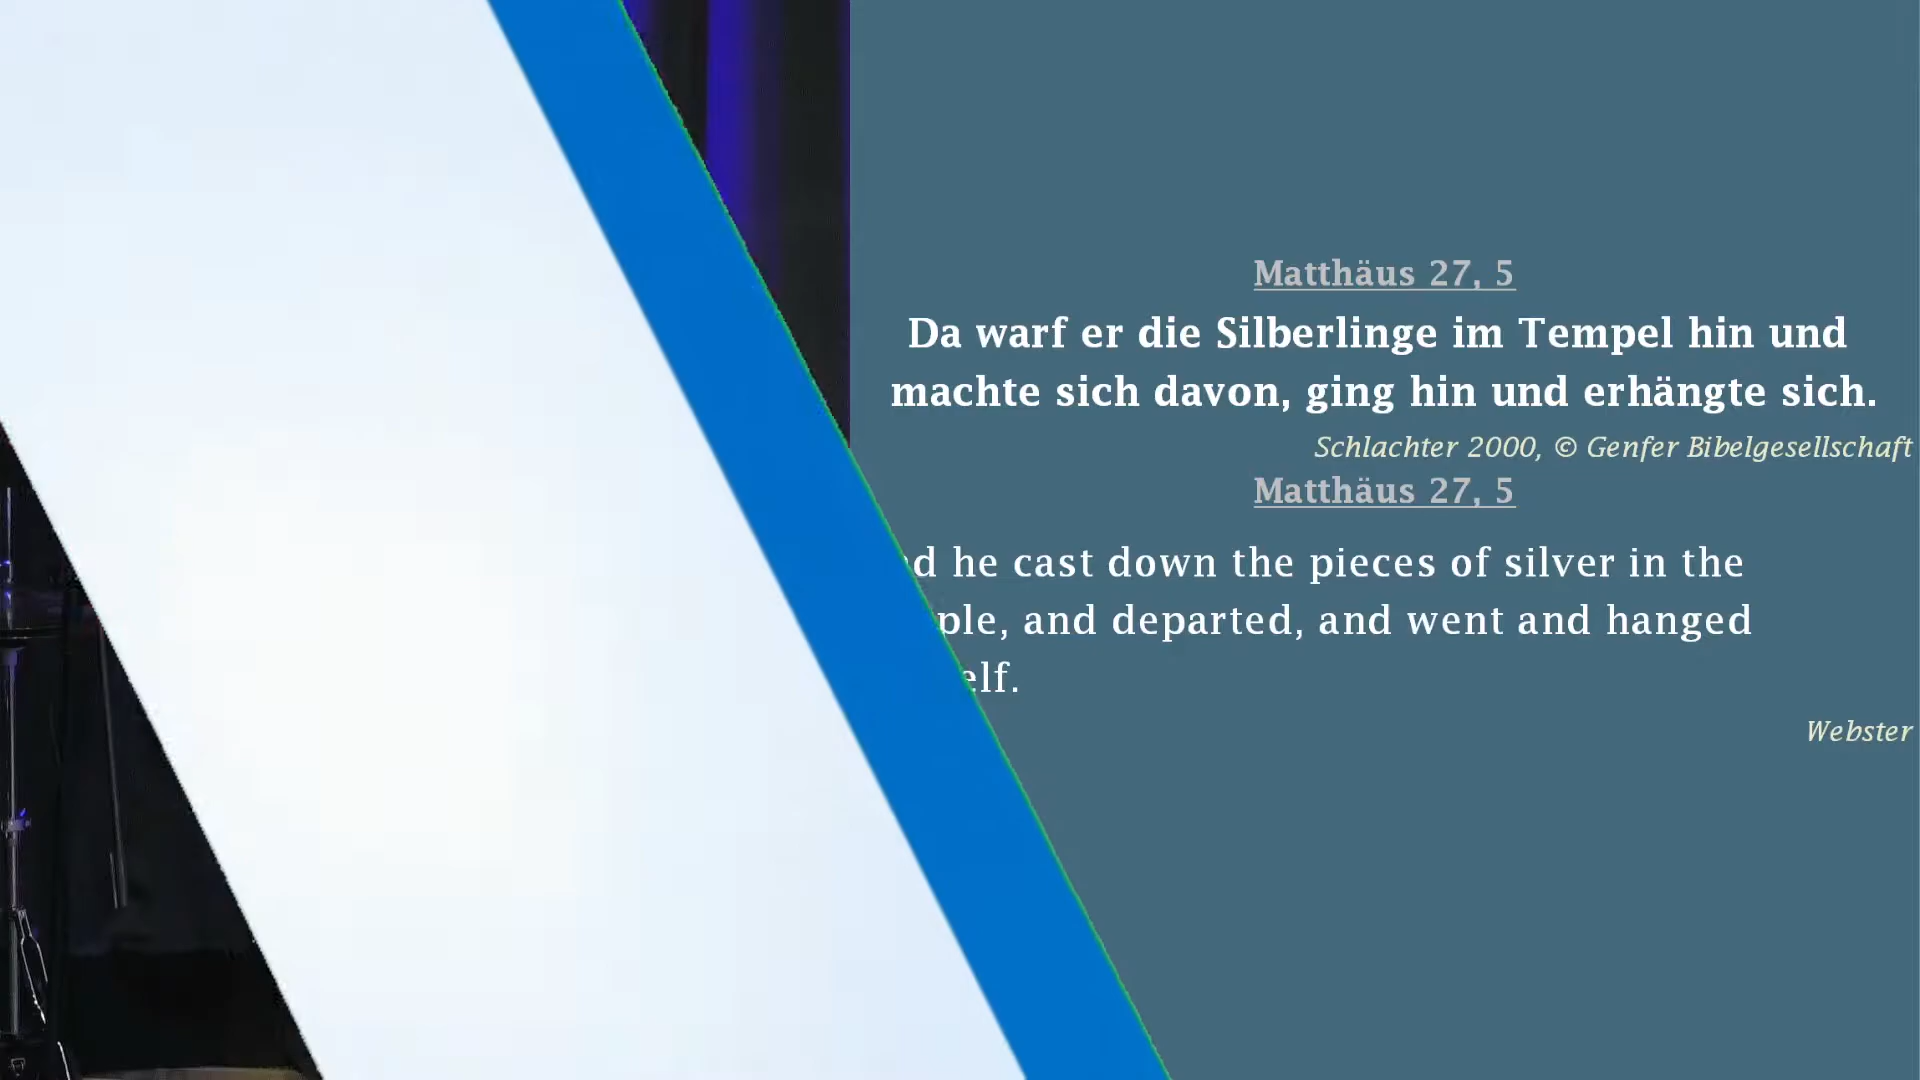 Matthäus 27, 5
Da warf er die Silberlinge im Tempel hin und
machte sich davon, ging hin und erhängte sich.
Schlachter 2000, © Genfer Bibelgesellschaft
Matthäus 27, 5
he cast down the pieces of silver in the
and departed, and went and hanged
Webster